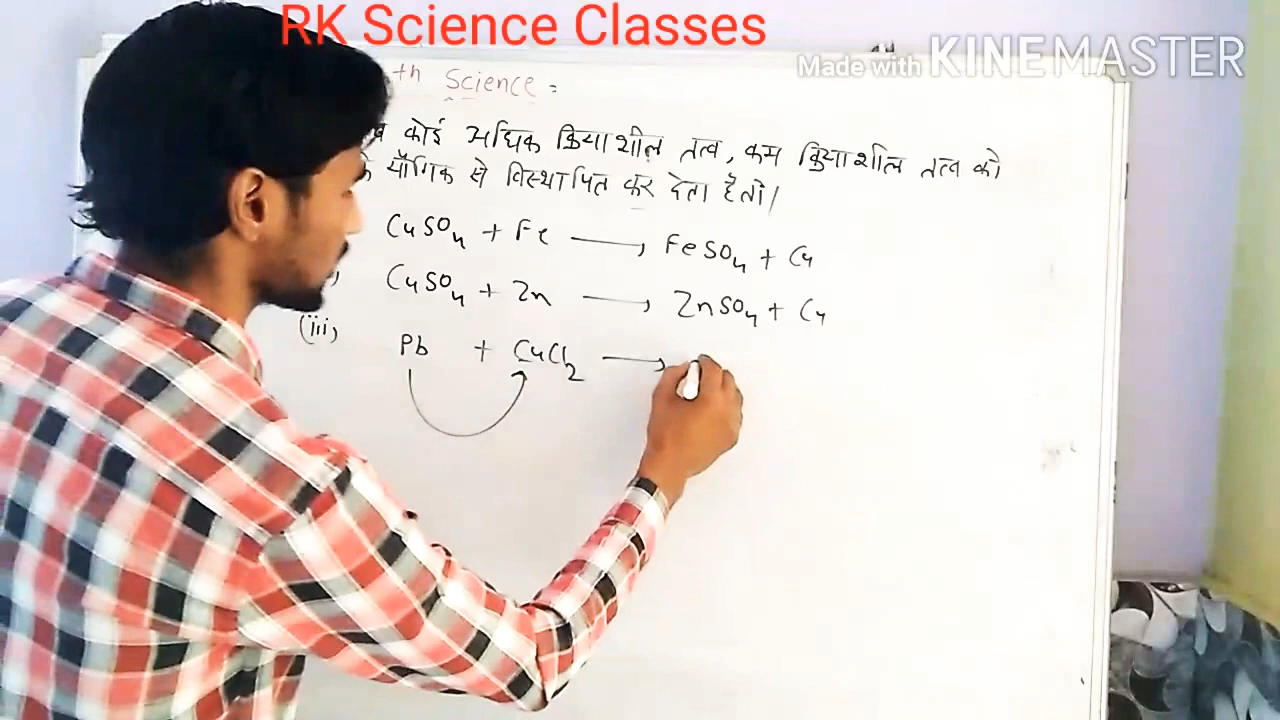 RK Science Classes
Made with KINEMASTER
th Science :
कोई अधिक क्रियाशील तत्व, कम क्रियाशील तत्व को
यौगिक से विस्थापित कर देता है तो।
CuSO4 + Fe ⟶ FeSO4 + Cu
CuSO4 + Zn ⟶ ZnSO4 + Cu
(iii) Pb + CuCl2 ⟶